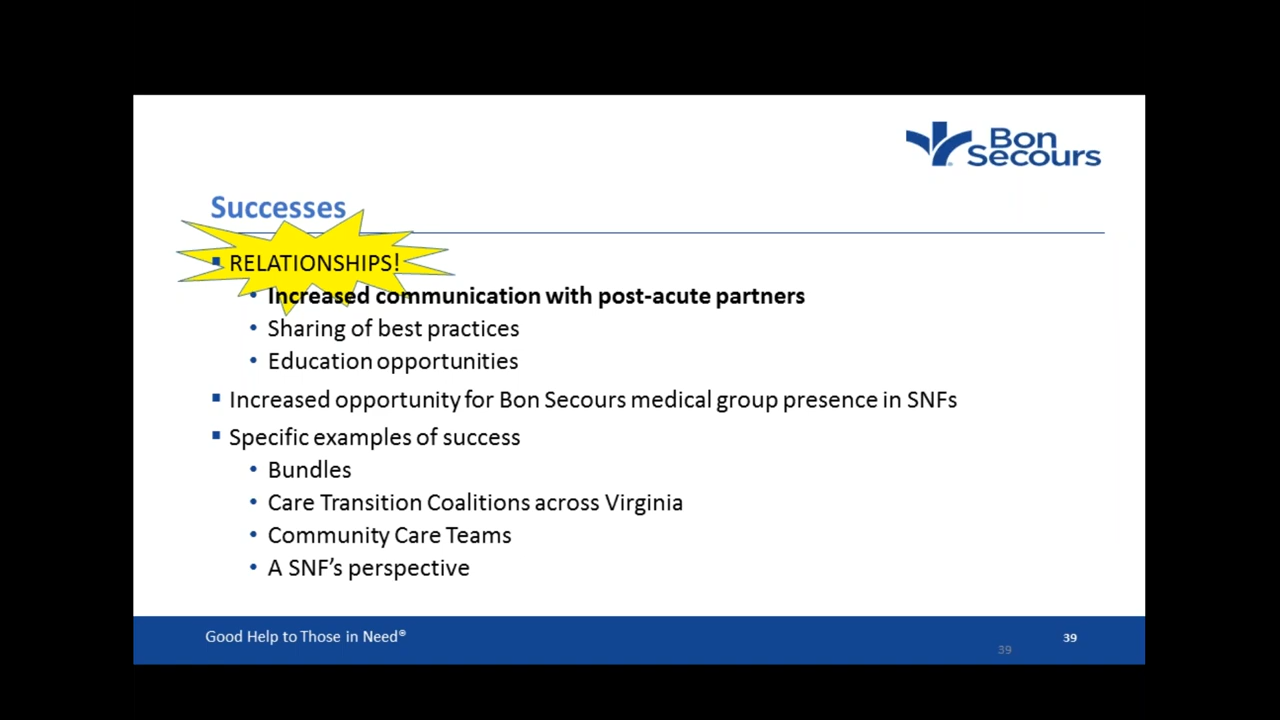 Bon
Secours
Successes
▪ RELATIONSHIPS!
• Increased communication with post-acute partners
• Sharing of best practices
• Education opportunities
▪ Increased opportunity for Bon Secours medical group presence in SNFs
▪ Specific examples of success
• Bundles
• Care Transition Coalitions across Virginia
• Community Care Teams
• A SNF’s perspective
Good Help to Those in Need®
39
39